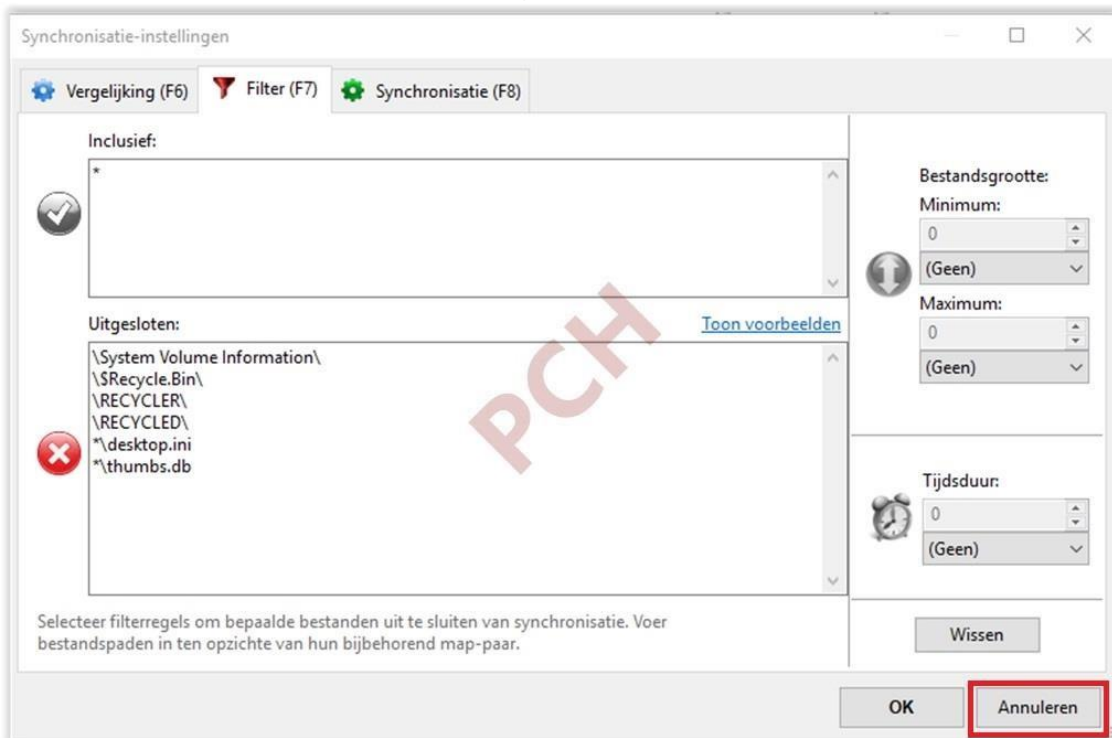 Synchronisatie-instellingen
Vergelijking (F6)
Filter (F7)
Synchronisatie (F8)
Inclusief:
*
Uitgesloten:
Toon voorbeelden
\System Volume Information\
\$Recycle.Bin\
\RECYCLER\
\RECYCLED\
*\desktop.ini
*\thumbs.db
Selecteer filterregels om bepaalde bestanden uit te sluiten van synchronisatie. Voer
bestandspaden in ten opzichte van hun bijbehorend map-paar.
Bestandsgrootte:
Minimum:
0
(Geen)
Maximum:
0
(Geen)
Tijdsduur:
0
(Geen)
Wissen
OK
Annuleren
PCH